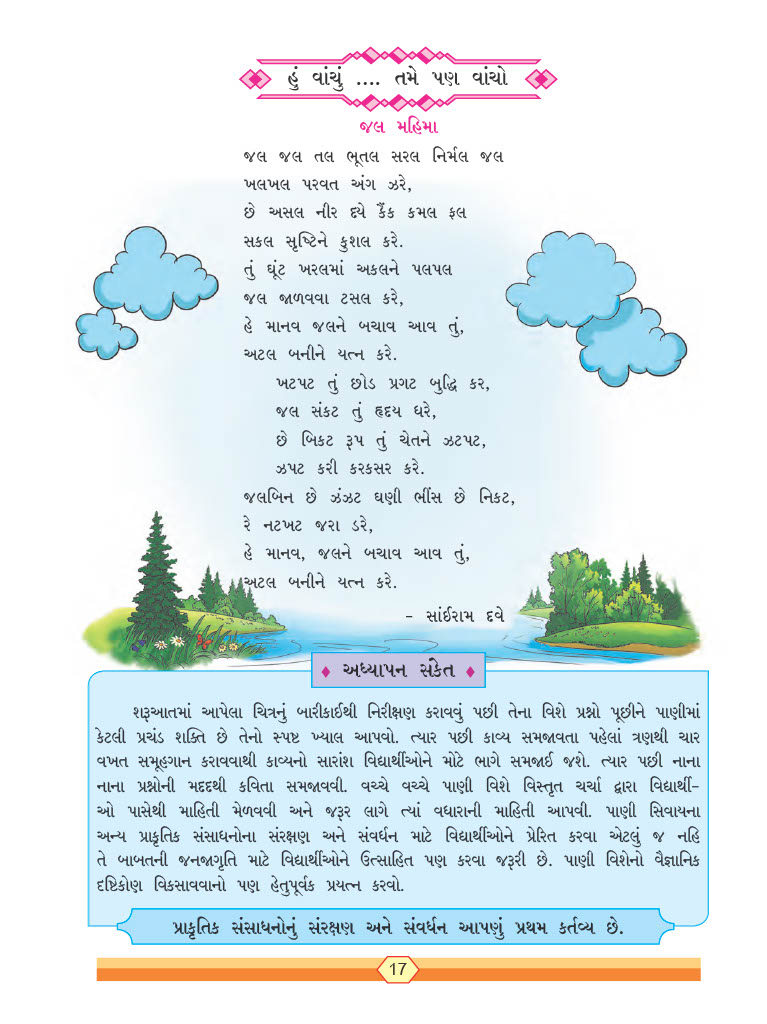 હું વાંચું .... તમે પણ વાંચો
જલ મહિમા
જલ જલ તલ ભૂતલ સરલ નિર્મલ જલ
ખલખલ પરવત અંગ ઝરે,
છે અસલ નીર દયે કૈંક કમલ ફલ
સકલ સૃષ્ટિને કુશલ કરે.
તું ઘૂંટ ખરલમાં અકલને પલપલ
જલ જાળવવા ટસલ કરે,
હે માનવ જલને બચાવ આવ તું,
અટલ બનીને યત્ન કરે.
ખટપટ તું છોડ પ્રગટ બુદ્ધિ કર,
જલ સંકટ તું હૃદય ધરે,
છે બિકટ રૂપ તું ચેતને ઝટપટ,
ઝપટ કરી કરકસર કરે.
જલબિન છે ઝંઝટ ઘણી ભીંસ છે નિકટ,
રે નટખટ જરા ડરે,
હે માનવ, જલને બચાવ આવ તું,
અટલ બનીને યત્ન કરે.
- સાંઈરામ દવે
અધ્યાપન સંકેત
શરૂઆતમાં આપેલા ચિત્રનું બારીકાઈથી નિરીક્ષણ કરાવવું પછી તેના વિશે પ્રશ્નો પૂછીને પાણીમાં
કેટલી પ્રચંડ શક્તિ છે તેનો સ્પષ્ટ ખ્યાલ આપવો. ત્યાર પછી કાવ્ય સમજાવતા પહેલાં ત્રણથી ચાર
વખત સમૂહગાન કરાવવાથી કાવ્યનો સારાંશ વિદ્યાર્થીઓને મોટે ભાગે સમજાઈ જશે. ત્યાર પછી નાના
નાના પ્રશ્નોની મદદથી કવિતા સમજાવવી. વચ્ચે વચ્ચે પાણી વિશે વિસ્તૃત ચર્ચા દ્વારા વિદ્યાર્થી-
ઓ પાસેથી માહિતી મેળવવી અને જરૂર લાગે ત્યાં વધારાની માહિતી આપવી. પાણી સિવાયના
અન્ય પ્રાકૃતિક સંસાધનોના સંરક્ષણ અને સંવર્ધન માટે વિદ્યાર્થીઓને પ્રેરિત કરવા એટલું જ નહિ
તે બાબતની જનજાગૃતિ માટે વિદ્યાર્થીઓને ઉત્સાહિત પણ કરવા જરૂરી છે. પાણી વિશેનો વૈજ્ઞાનિક
દષ્ટિકોણ વિકસાવવાનો પણ હેતુપૂર્વક પ્રયત્ન કરવો.
પ્રાકૃતિક સંસાધનોનું સંરક્ષણ અને સંવર્ધન આપણું પ્રથમ કર્તવ્ય છે.
17